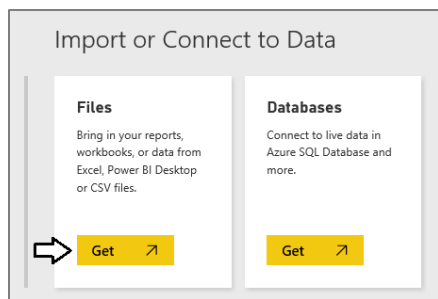 Import or Connect to Data
Files
Bring in your reports,
workbooks, or data from
Excel, Power BI Desktop
or CSV files.
Get
Databases
Connect to live data in
Azure SQL Database and
more.
Get